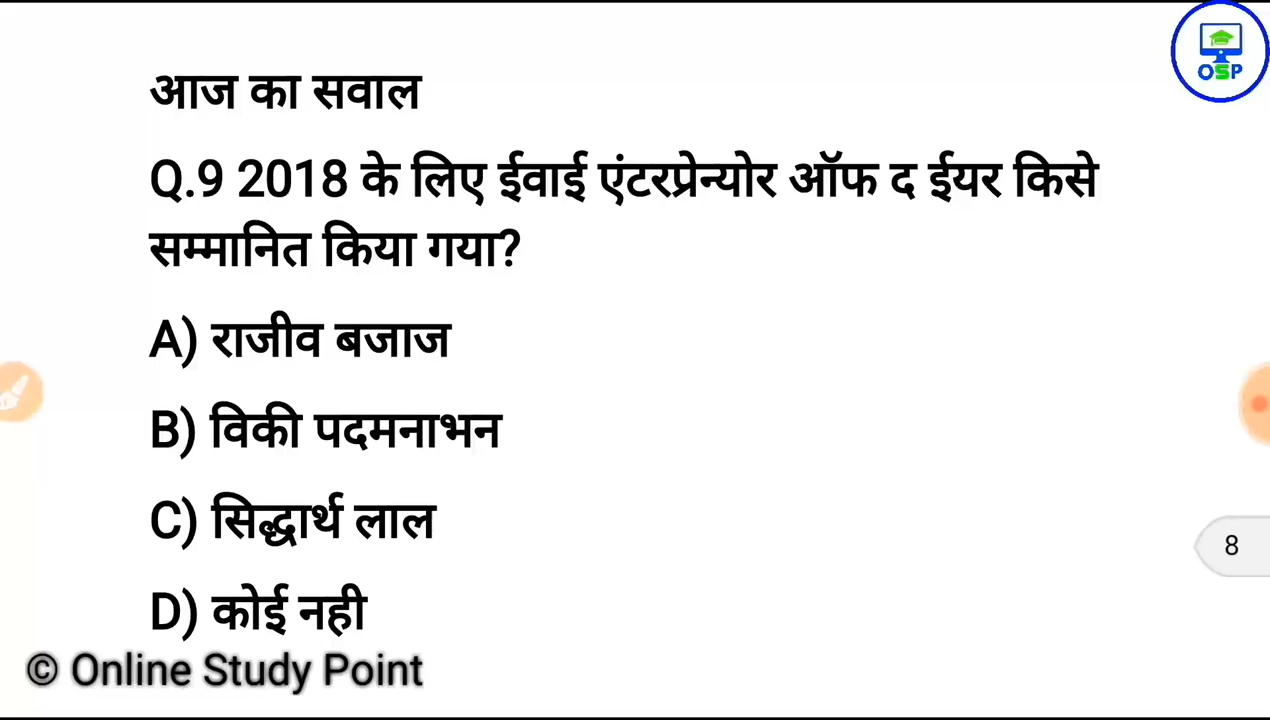 OSP
आज का सवाल
Q.9 2018 के लिए ईवाई एंटरप्रेन्योर ऑफ द ईयर किसे
सम्मानित किया गया?
A) राजीव बजाज
B) विकी पदमनाभन
C) सिद्धार्थ लाल
8
D) कोई नही
© Online Study Point